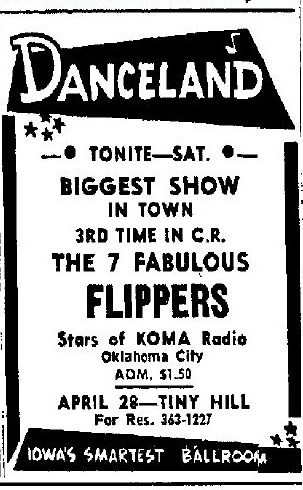 DANCELAND
TONITE—SAT.
BIGGEST SHOW
IN TOWN
3RD TIME IN C.R.
THE 7 FABULOUS
FLIPPERS
Stars of KOMA Radio
Oklahoma City
ADM. $1.50
APRIL 28—TINY HILL
For Res. 363-1227
IOWA'S SMARTEST BALLROOM